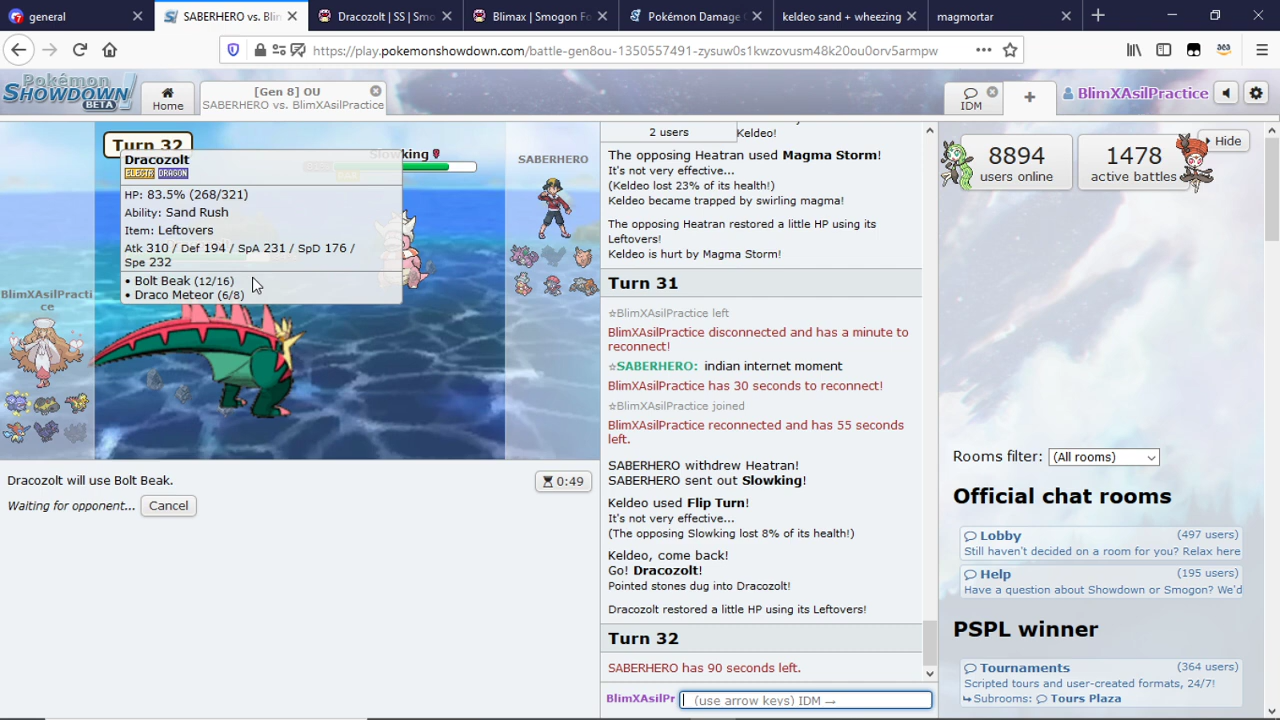 general
SABERHERO vs. Bli
Dracozolt | SS | Smo
Blimax | Smogon Fo
Pokémon Damage C
keldeo sand + wheezing
magmortar
https://play.pokemonshowdown.com/battle-gen8ou-1350557491-zysuw0s1kwzovusm48k20ou0orv5armpw
Pokémon
SHOWDOWN
BETA
Home
[Gen 8] OU
SABERHERO vs. BlimXAsilPractice
IDM
BlimXAsilPractice
Turn 32
Slowking
Dracozolt
ELECTR DRAGON
HP: 83.5% (268/321)
Ability: Sand Rush
Item: Leftovers
Atk 310 / Def 194 / SpA 231 / SpD 176 /
Spe 232
• Bolt Beak (12/16)
• Draco Meteor (6/8)
BlimXAsilPracti
ce
SABERHERO
Dracozolt will use Bolt Beak.
Waiting for opponent...
Cancel
0:49
2 users
Keldeo!
The opposing Heatran used Magma Storm!
It's not very effective...
(Keldeo lost 23% of its health!)
Keldeo became trapped by swirling magma!
The opposing Heatran restored a little HP using its
Leftovers!
Keldeo is hurt by Magma Storm!
Turn 31
☆BlimXAsilPractice left
BlimXAsilPractice disconnected and has a minute to
reconnect!
☆SABERHERO: indian internet moment
BlimXAsilPractice has 30 seconds to reconnect!
☆BlimXAsilPractice joined
BlimXAsilPractice reconnected and has 55 seconds
left.
SABERHERO withdrew Heatran!
SABERHERO sent out Slowking!
Keldeo used Flip Turn!
It's not very effective...
(The opposing Slowking lost 8% of its health!)
Keldeo, come back!
Go! Dracozolt!
Pointed stones dug into Dracozolt!
Dracozolt restored a little HP using its Leftovers!
Turn 32
SABERHERO has 90 seconds left.
BlimXAsilPr
(use arrow keys) IDM →
8894
users online
1478
active battles
Hide
Rooms filter:
(All rooms)
Official chat rooms
Lobby
(497 users)
Still haven't decided on a room for you? Relax here
Help
(195 users)
Have a question about Showdown or Smogon? We'd
PSPL winner
Tournaments
(364 users)
Scripted tours and user-created formats, 24/7!
↳Subrooms: Tours Plaza